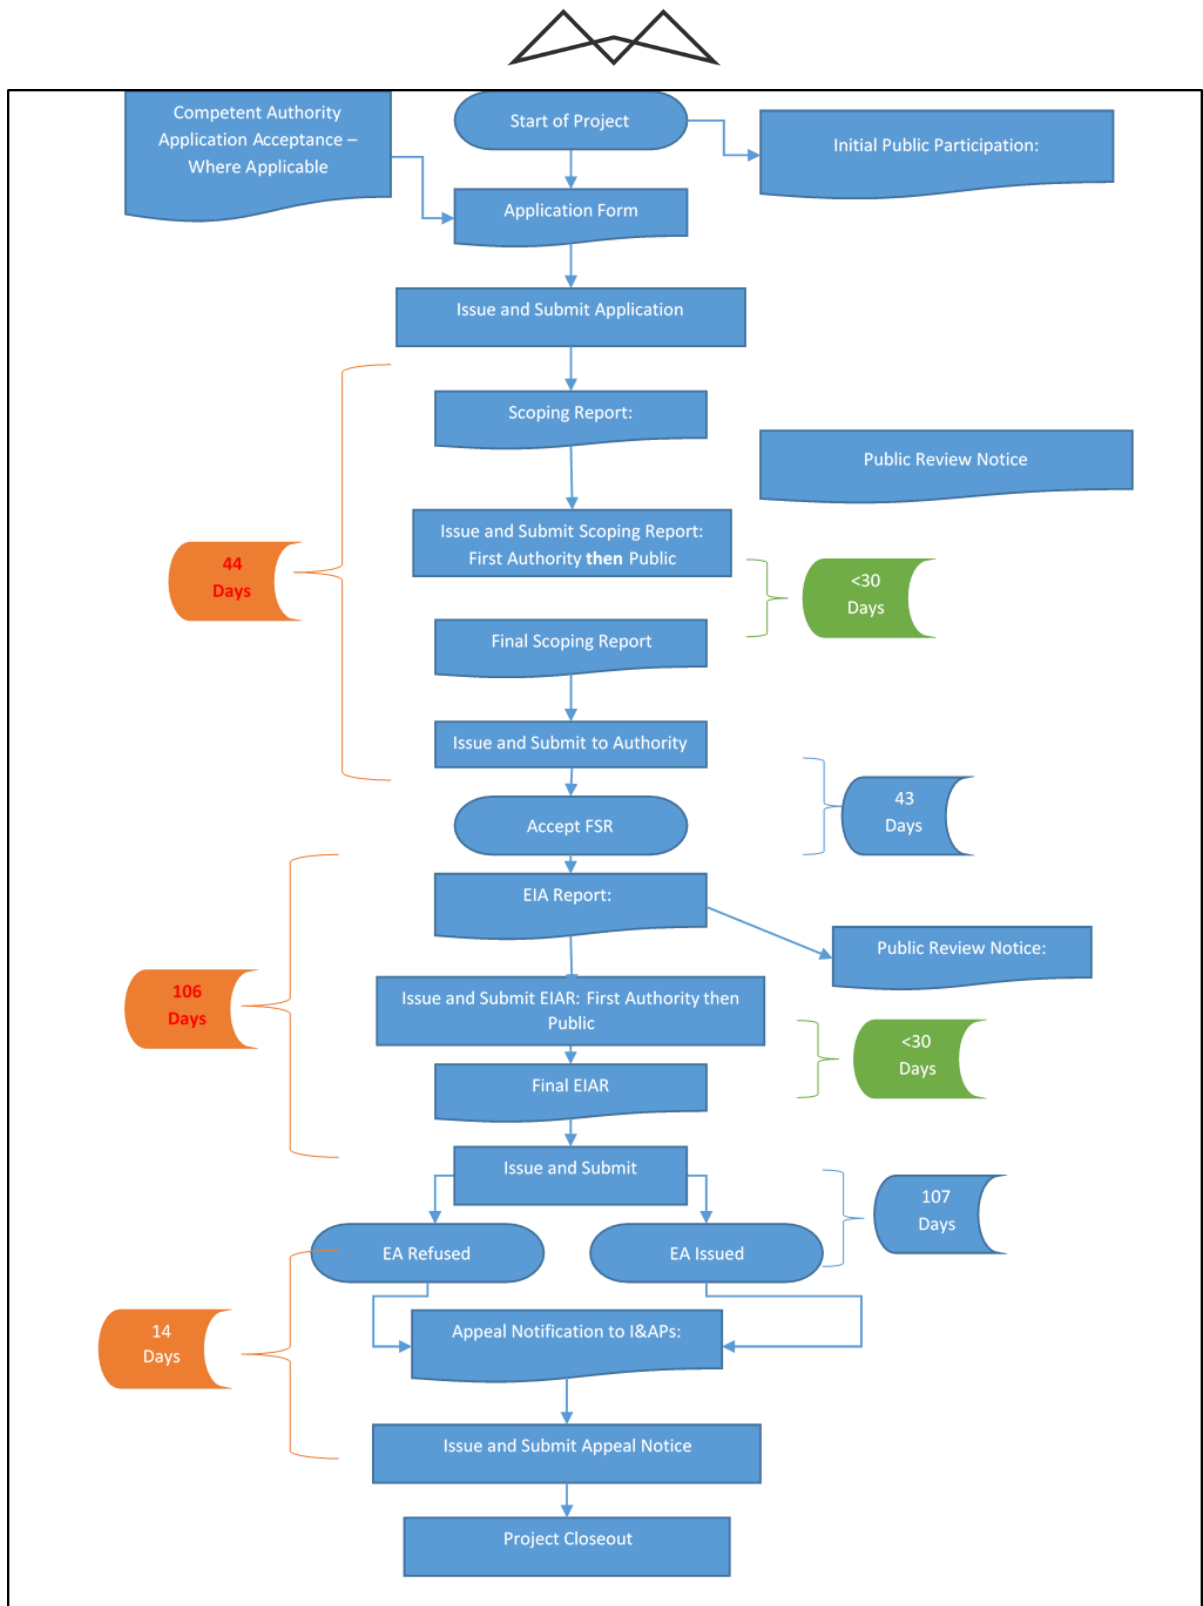 Competent Authority
Application Acceptance –
Where Applicable
Start of Project
Initial Public Participation:
Application Form
Issue and Submit Application
Scoping Report:
Public Review Notice
Issue and Submit Scoping Report:
First Authority then Public
44
Days
<30
Days
Final Scoping Report
Issue and Submit to Authority
43
Days
Accept FSR
EIA Report:
Public Review Notice:
106
Days
Issue and Submit EIAR: First Authority then
Public
<30
Days
Final EIAR
Issue and Submit
107
Days
EA Refused
EA Issued
14
Days
Appeal Notification to I&APs:
Issue and Submit Appeal Notice
Project Closeout